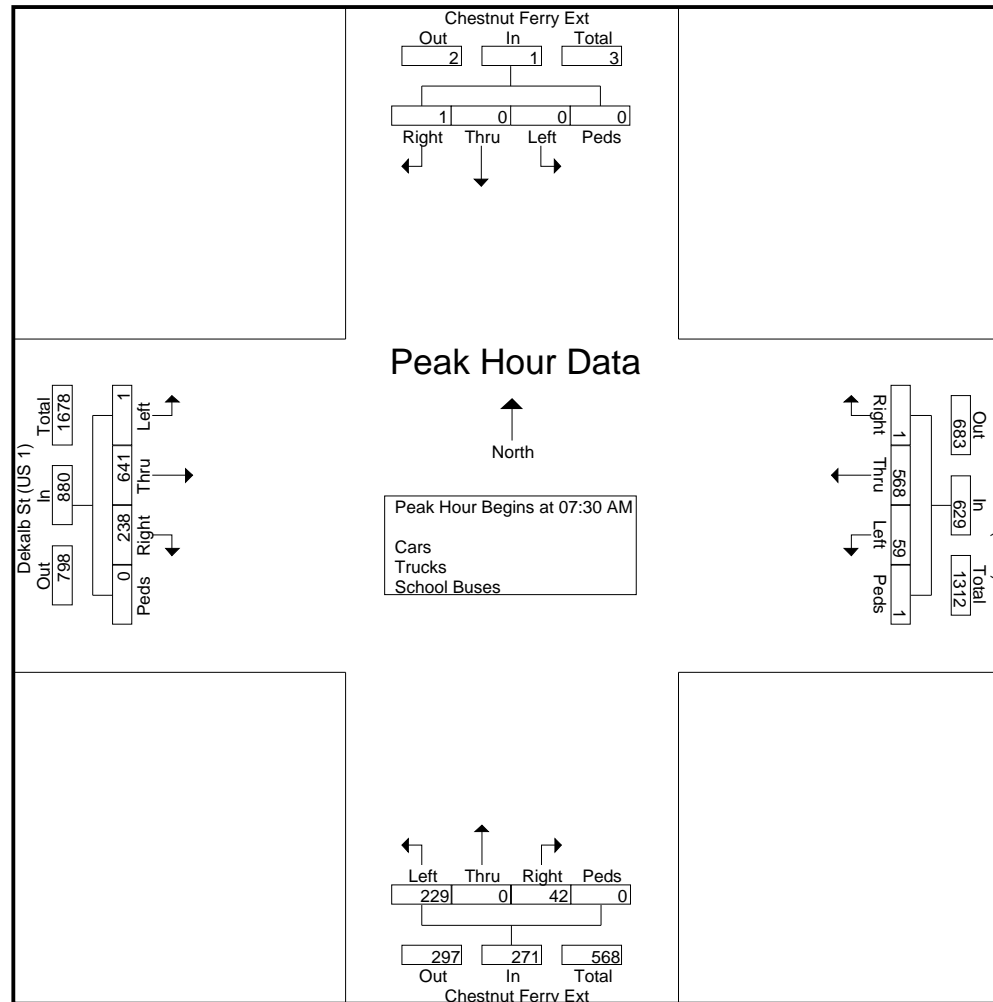 Chestnut Ferry Ext
Out In Total
2 1 3
1 0 0 0
Right Thru Left Peds
Peak Hour Data
North
Peak Hour Begins at 07:30 AM
Cars
Trucks
School Buses
Dekalb St (US 1)
Out In Total
798 880 1678
0 238 641 1
Peds Right Thru Left
Out In Total
683 629 1312
1 568 59 1
Right Thru Left Peds
Left Thru Right Peds
229 0 42 0
297 271 568
Out In Total
Chestnut Ferry Ext